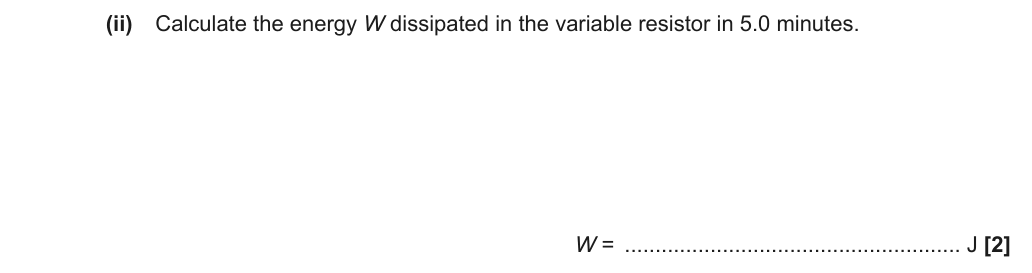 (ii) Calculate the energy W dissipated in the variable resistor in 5.0 minutes.
W = ....................................................... J [2]